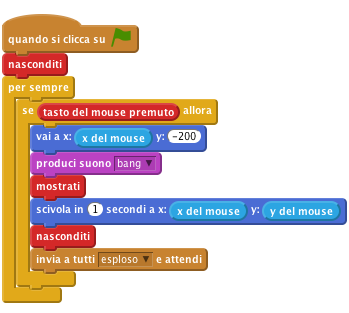 quando si clicca su
nasconditi
per sempre
se tasto del mouse premuto allora
vai a x: x del mouse y: -200
produci suono bang
mostrati
scivola in 1 secondi a x: x del mouse y: y del mouse
nasconditi
invia a tutti esploso e attendi